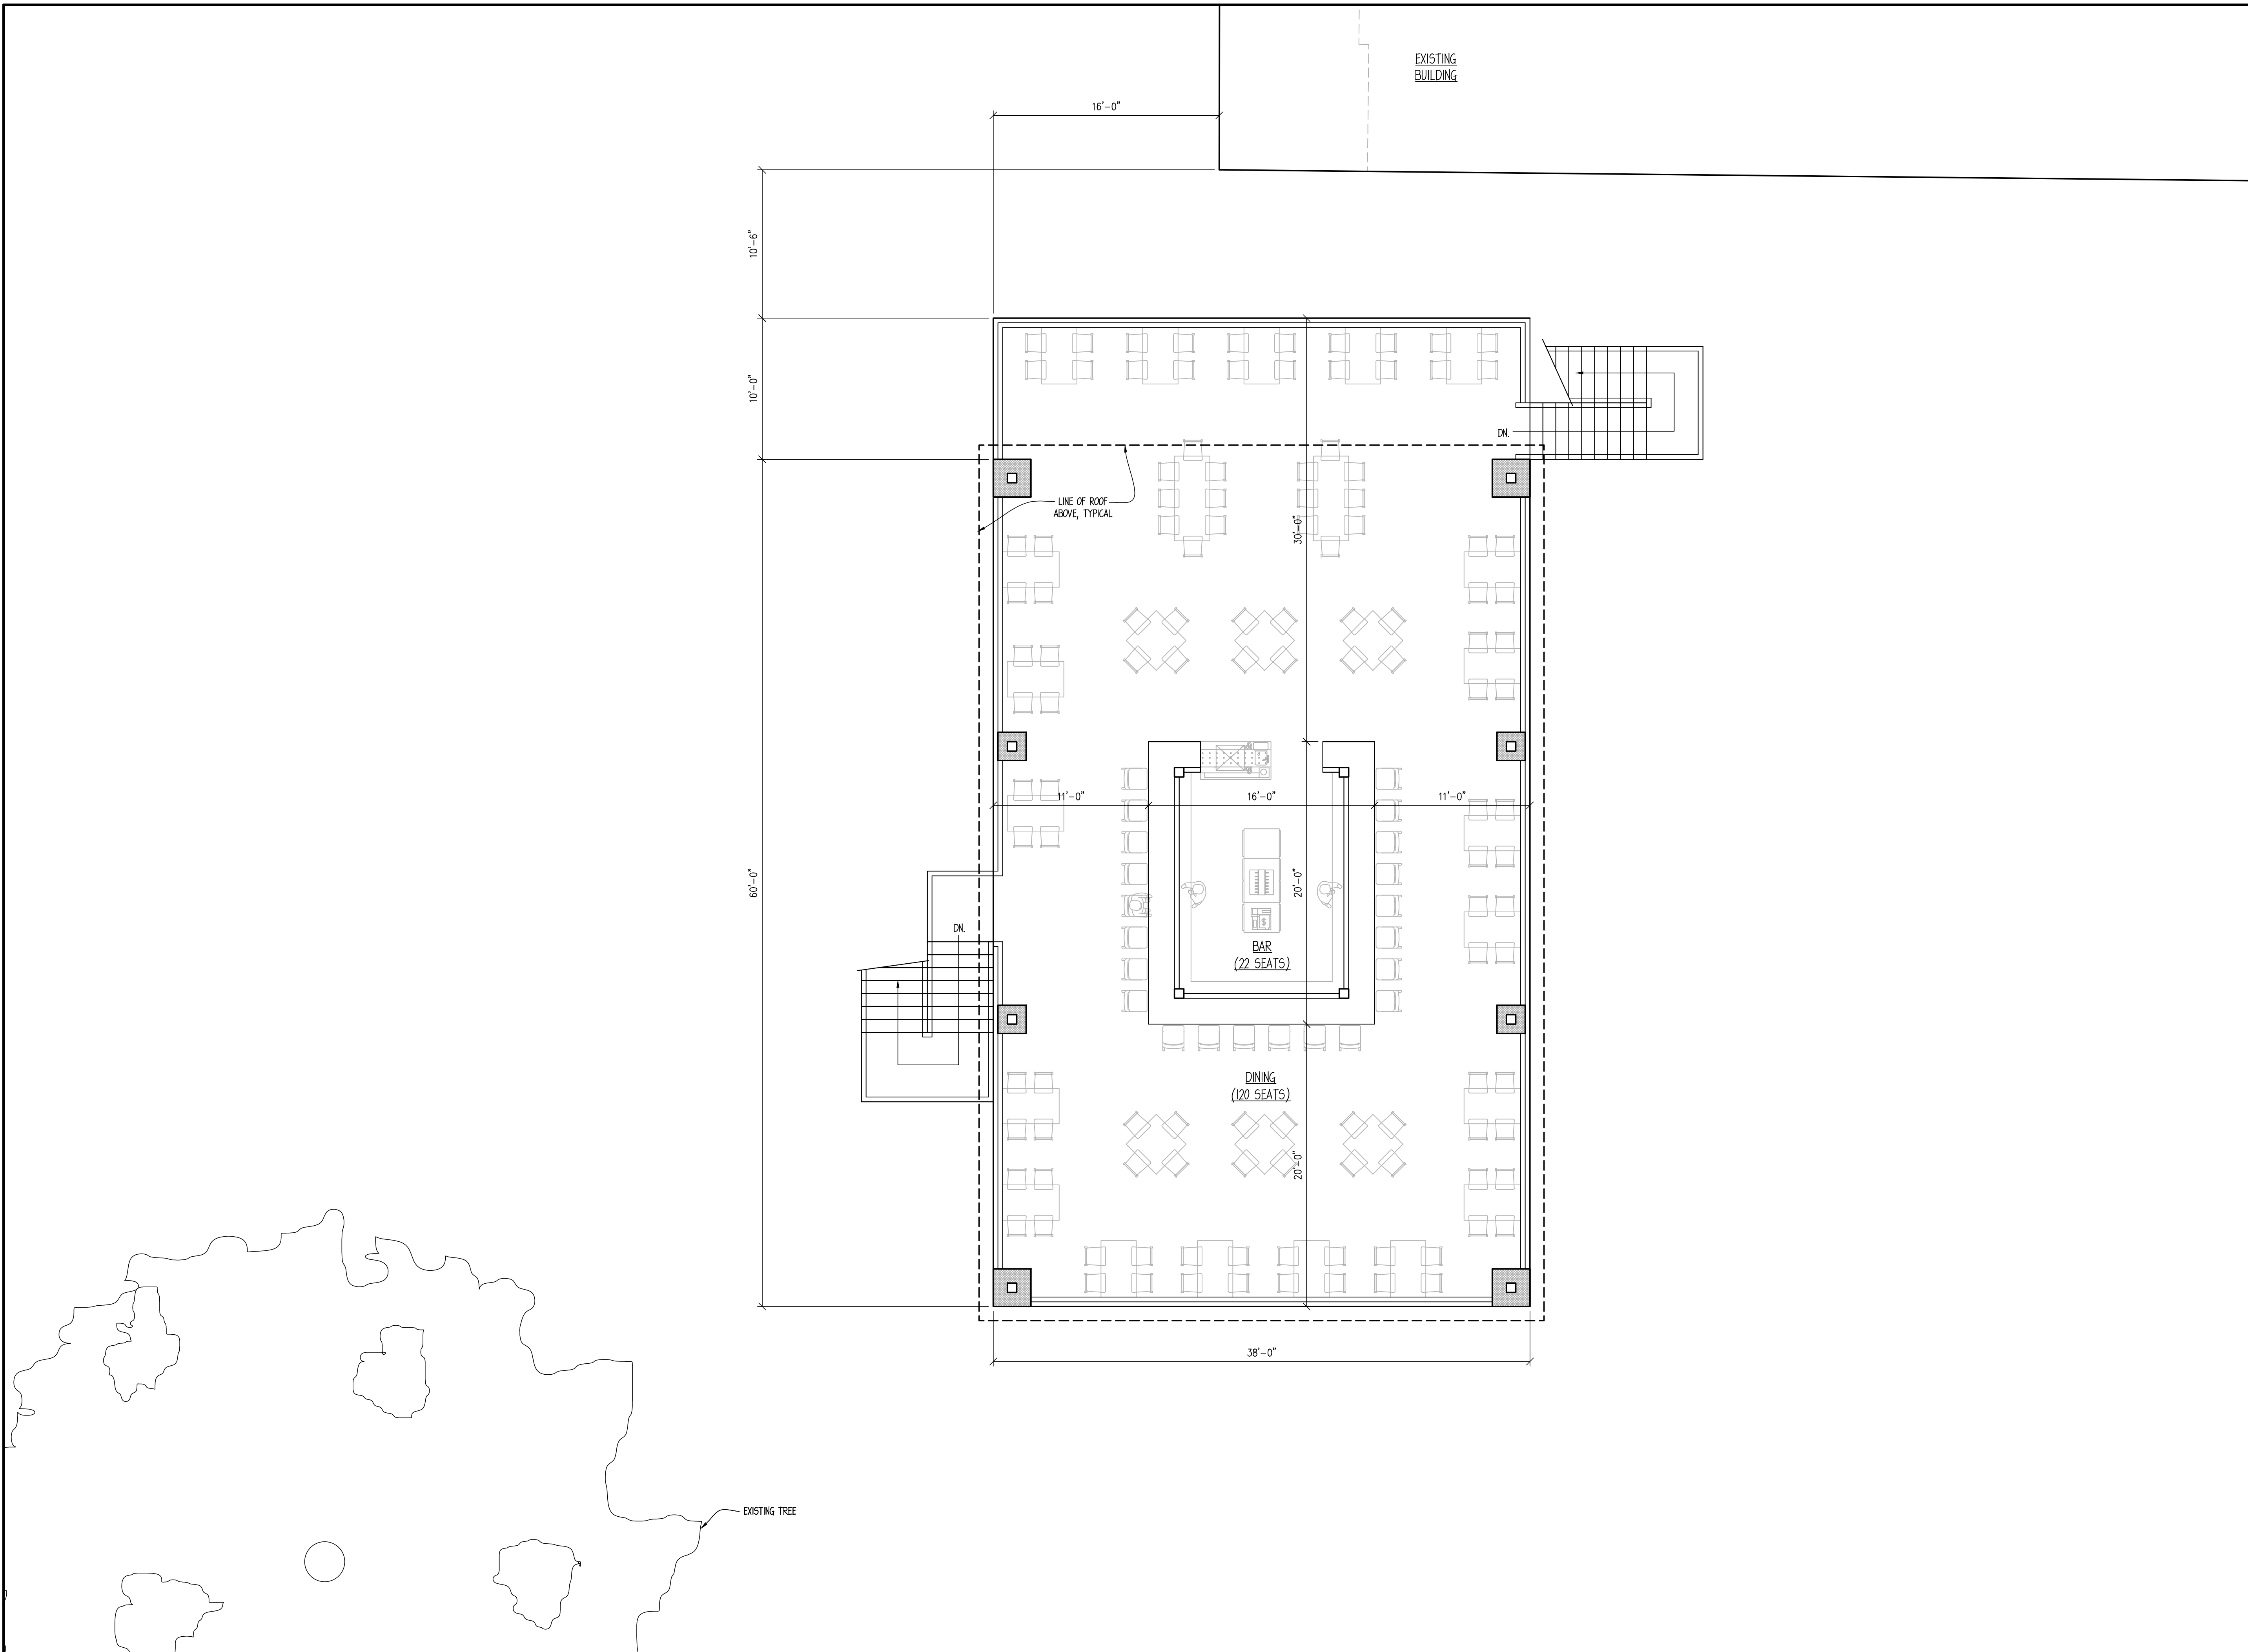 EXISTING
BUILDING
16'-0"
10'-6"
10'-0"
DN.
LINE OF ROOF
ABOVE, TYPICAL
30'-0"
11'-0"
16'-0"
11'-0"
60'-0"
20'-0"
$
DN.
BAR
(22 SEATS)
DINING
(120 SEATS)
20'-0"
38'-0"
EXISTING TREE